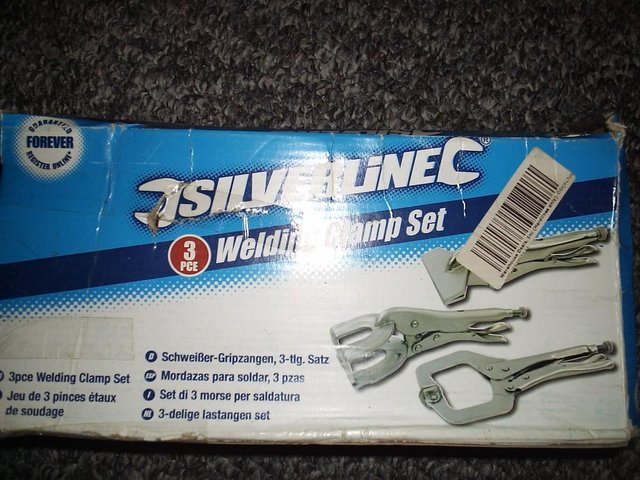 GUARANTEED
FOREVER
REGISTER ONLINE*
SILVERLINE®
3 PCE
Welding Clamp Set
3pce Welding Clamp Set
Jeu de 3 pinces étaux
de soudage
D Schweißer-Gripzangen, 3-tlg. Satz
ESP Mordazas para soldar, 3 pzas
I Set di 3 morse per saldatura
NL 3-delige lastangen set